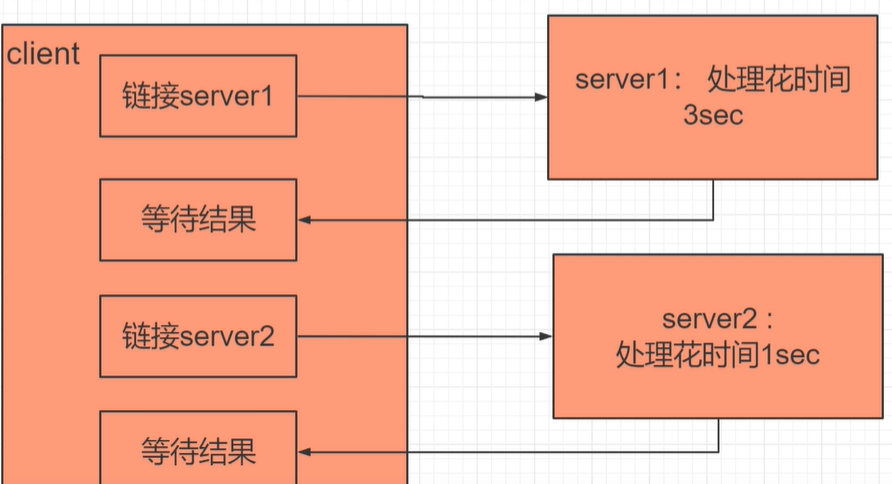 client
链接server1
server1： 处理花时间
3sec
等待结果
链接server2
server2 :
处理花时间1sec
等待结果